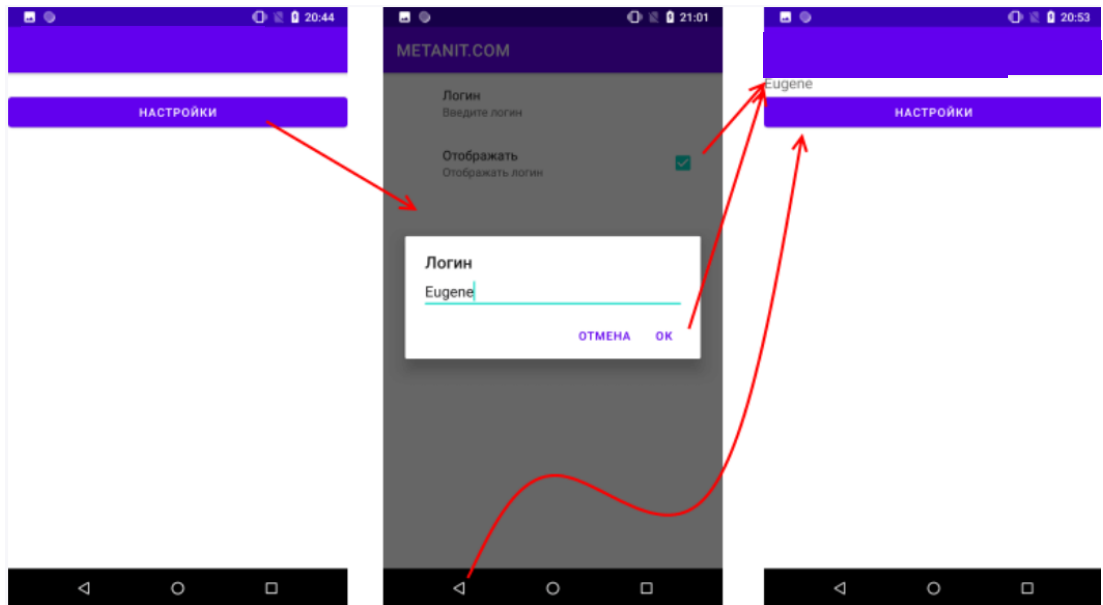 20:44
НАСТРОЙКИ
21:01
METANIT.COM
Логин
Введите логин
Отображать
Отображать логин
Логин
Eugene
ОТМЕНА OK
20:53
Eugene
НАСТРОЙКИ